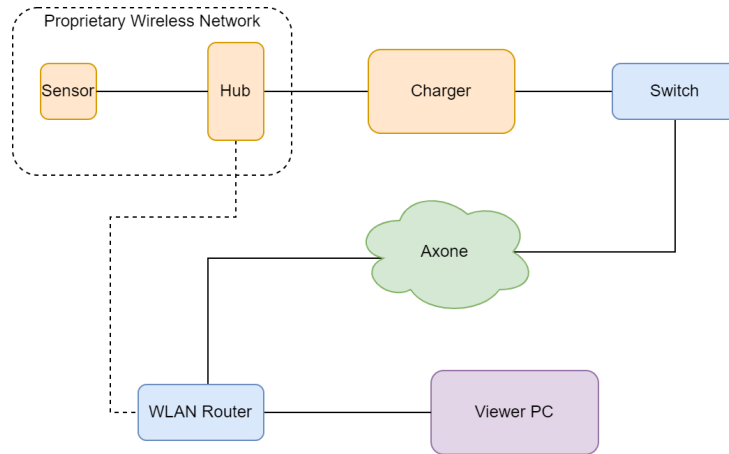 Proprietary Wireless Network
Sensor
Hub
Charger
Switch
Axone
WLAN Router
Viewer PC